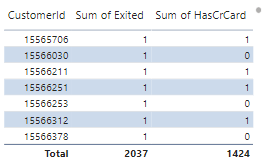 CustomerId Sum of Exited Sum of HasCrCard
15565706 1 1
15566030 1 0
15566211 1 1
15566251 1 1
15566253 1 0
15566312 1 1
15566378 1 0
Total 2037 1424